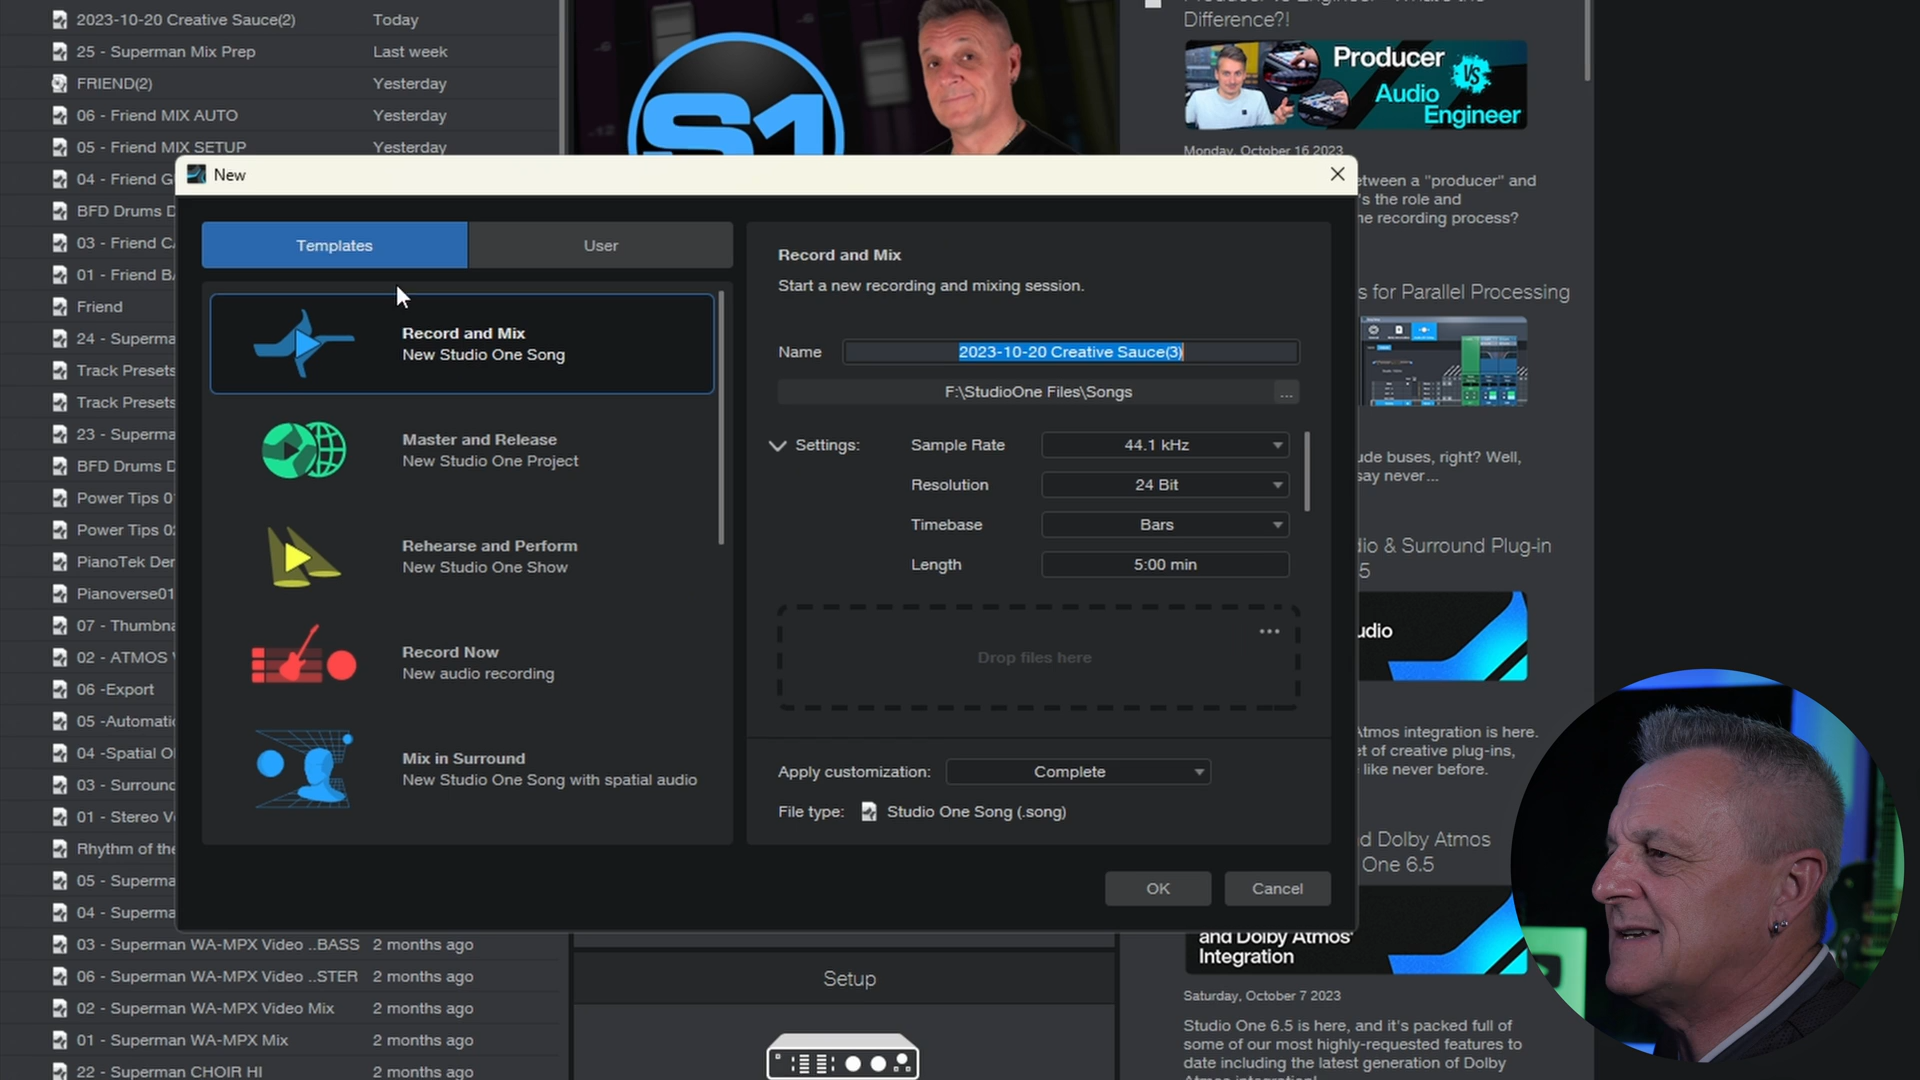 2023-10-20 Creative Sauce(2) Today
25 - Superman Mix Prep Last week
FRIEND(2) Yesterday
06 - Friend MIX AUTO Yesterday
05 - Friend MIX SETUP Yesterday
04 - Friend G
BFD Drums D
03 - Friend C
01 - Friend B
Friend
24 - Superma
Track Presets
Track Presets
23 - Superma
BFD Drums D
Power Tips 0
Power Tips 02
PianoTek Der
Pianoverse01
07 - Thumbna
02 - ATMOS
06 -Export
05 -Automatic
04 -Spatial O
03 - Surround
01 - Stereo V
Rhythm of the
05 - Superma
04 - Superma
03 - Superman WA-MPX Video ..BASS 2 months ago
06 - Superman WA-MPX Video ..STER 2 months ago
02 - Superman WA-MPX Video Mix 2 months ago
01 - Superman WA-MPX Mix 2 months ago
22 - Superman CHOIR HI 2 months ago
S1
New
Templates
User
Record and Mix
New Studio One Song
Master and Release
New Studio One Project
Rehearse and Perform
New Studio One Show
Record Now
New audio recording
Mix in Surround
New Studio One Song with spatial audio
Record and Mix
Start a new recording and mixing session.
Name 2023-10-20 Creative Sauce(3)
F:\StudioOne Files\Songs ...
Settings: Sample Rate 44.1 kHz
Resolution 24 Bit
Timebase Bars
Length 5:00 min
Drop files here
Apply customization: Complete
File type: Studio One Song (.song)
OK
Cancel
Setup
Difference?!
Producer
VS
Audio
Engineer
Monday, October 16 2023
etween a "producer" and
's the role and
ne recording process?
s for Parallel Processing
ude buses, right? Well,
say never...
dio & Surround Plug-in
5
udio
Atmos integration is here.
et of creative plug-ins,
like never before.
d Dolby Atmos
One 6.5
and Dolby Atmos
Integration
Saturday, October 7 2023
Studio One 6.5 is here, and it's packed full of
some of our most highly-requested features to
date including the latest generation of Dolby